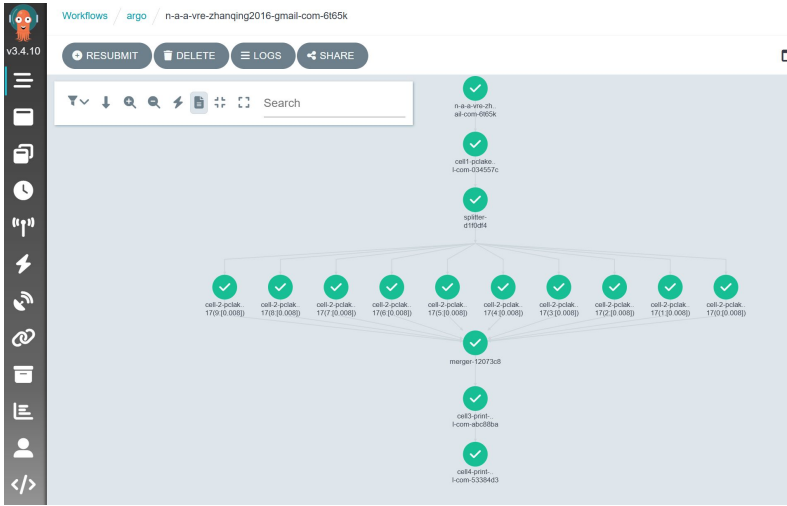 Workflows / argo / n-a-a-vre-zhanqing2016-gmail-com-6t65k
v3.4.10
RESUBMIT DELETE LOGS SHARE
Search
n-a-a-vre-zh..
ail-com-6t65k
cell1-pclake..
l-com-034557c
splitter-
d1f0df4
cell-2-pclak.. cell-2-pclak.. cell-2-pclak.. cell-2-pclak.. cell-2-pclak.. cell-2-pclak.. cell-2-pclak.. cell-2-pclak.. cell-2-pclak.. cell-2-pclak..
17(9:[0.008]) 17(8:[0.008]) 17(7:[0.008]) 17(6:[0.008]) 17(5:[0.008]) 17(4:[0.008]) 17(3:[0.008]) 17(2:[0.008]) 17(1:[0.008]) 17(0:[0.008])
merger-12073c8
cell3-print-..
l-com-abc88ba
cell4-print-..
l-com-53384d3